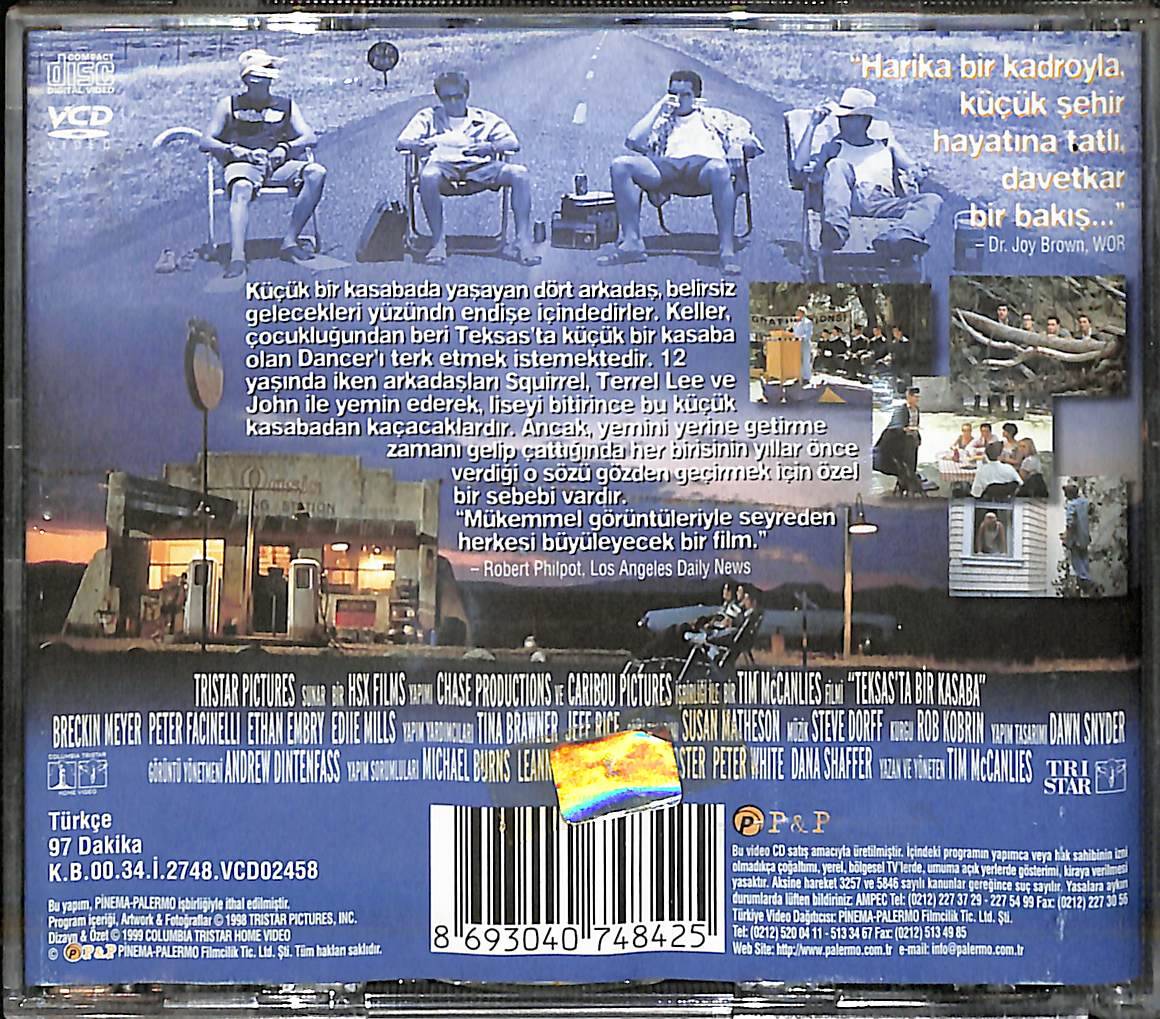 COMPACT
disc
DIGITAL VIDEO
VCD
VIDEO
“Harika bir kadroyla,
küçük şehir
hayatına tatlı,
davetkar
bir bakış...”
– Dr. Joy Brown, WOR
Küçük bir kasabada yaşayan dört arkadaş, belirsiz
gelecekleri yüzündn endişe içindedirler. Keller,
çocukluğundan beri Teksas’ta küçük bir kasaba
olan Dancer’ı terk etmek istemektedir. 12
yaşında iken arkadaşları Squirrel, Terrel Lee ve
John ile yemin ederek, liseyi bitirince bu küçük
kasabadan kaçacaklardır. Ancak, yemini yerine getirme
zamanı gelip çattığında her birisinin yıllar önce
verdiği o sözü gözden geçirmek için özel
bir sebebi vardır.
“Mükemmel görüntüleriyle seyreden
herkesi büyüleyecek bir film.”
– Robert Philpot, Los Angeles Daily News
STATION
TRISTAR PICTURES SUNAR BİR HSX FILMS YAPIMI CHASE PRODUCTIONS VE CARIBOU PICTURES İŞBİRLİĞİ İLE BİR TIM McCANLIES FİLMİ “TEKSAS’TA BİR KASABA”
BRECKIN MEYER PETER FACINELLI ETHAN EMBRY EDIIE MILLS YAPIM YARDIMCILARI TINA BRAWNER JEFF RICE SUSAN MATHESON MÜZİK STEVE DORFF KURGU ROB KOBRIN YAPIM TASARIMI DAWN SNYDER
GÖRÜNTÜ YÖNETMENİ ANDREW DINTENFASS YAPIM SORUMLULARI MICHAEL BURNS LEANN STER PETER WHITE DANA SHAFFER YAZAN VE YÖNETEN TIM McCANLIES
COLUMBIA TRISTAR
HOME VIDEO
TRI
STAR
Türkçe
97 Dakika
K.B.00.34.İ.2748.VCD02458
Bu yapım, PİNEMA-PALERMO işbirliğiyle ithal edilmiştir.
Program içeriği, Artwork & Fotoğraflar © 1998 TRISTAR PICTURES, INC.
Dizayn & Özet © 1999 COLUMBIA TRISTAR HOME VIDEO
© P&P PİNEMA-PALERMO Filmcilik Tic. Ltd. Şti. Tüm hakları saklıdır.
8 693040 748425
P&P
Bu video CD satış amacıyla üretilmiştir. İçindeki programın yapımca veya hak sahibinin izni
olmadıkça çoğaltımı, yerel, bölgesel TV’lerde, umuma açık yerlerde gösterimi, kiraya verilmesi
yasaktır. Aksine hareket 3257 ve 5846 sayılı kanunlar gereğince suç sayılır. Yasalara aykırı
durumlarda lüften bildiriniz: AMPEC Tel: (0212) 227 37 29 - 227 54 99 Fax: (0212) 227 30 56
Türkiye Video Dağıtıcısı: PİNEMA-PALERMO Filmcilik Tic. Ltd. Şti.
Tel: (0212) 520 04 11 - 513 34 67 Fax: (0212) 513 49 85
Web Site: http://www.palermo.com.tr e-mail: info@palermo.com.tr